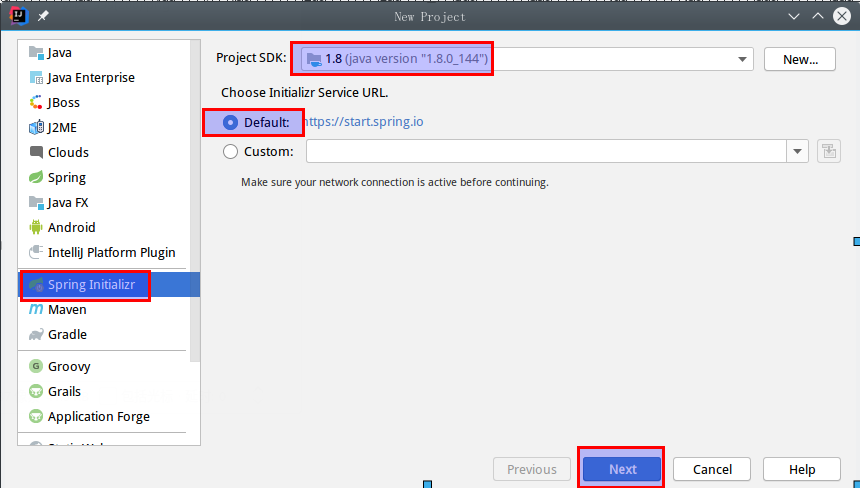 New Project
Java
Java Enterprise
JBoss
J2ME
Clouds
Spring
Java FX
Android
IntelliJ Platform Plugin
Spring Initializr
Maven
Gradle
Groovy
Grails
Application Forge
Project SDK: 1.8 (java version "1.8.0_144") New...
Choose Initializr Service URL.
Default: https://start.spring.io
Custom:
Make sure your network connection is active before continuing.
Previous Next Cancel Help